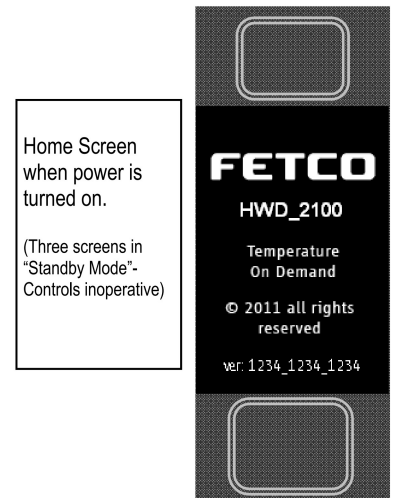 Home Screen
when power is
turned on.
(Three screens in
“Standby Mode”-
Controls inoperative)
FETCO
HWD_2100
Temperature
On Demand
© 2011 all rights
reserved
ver: 1234_1234_1234